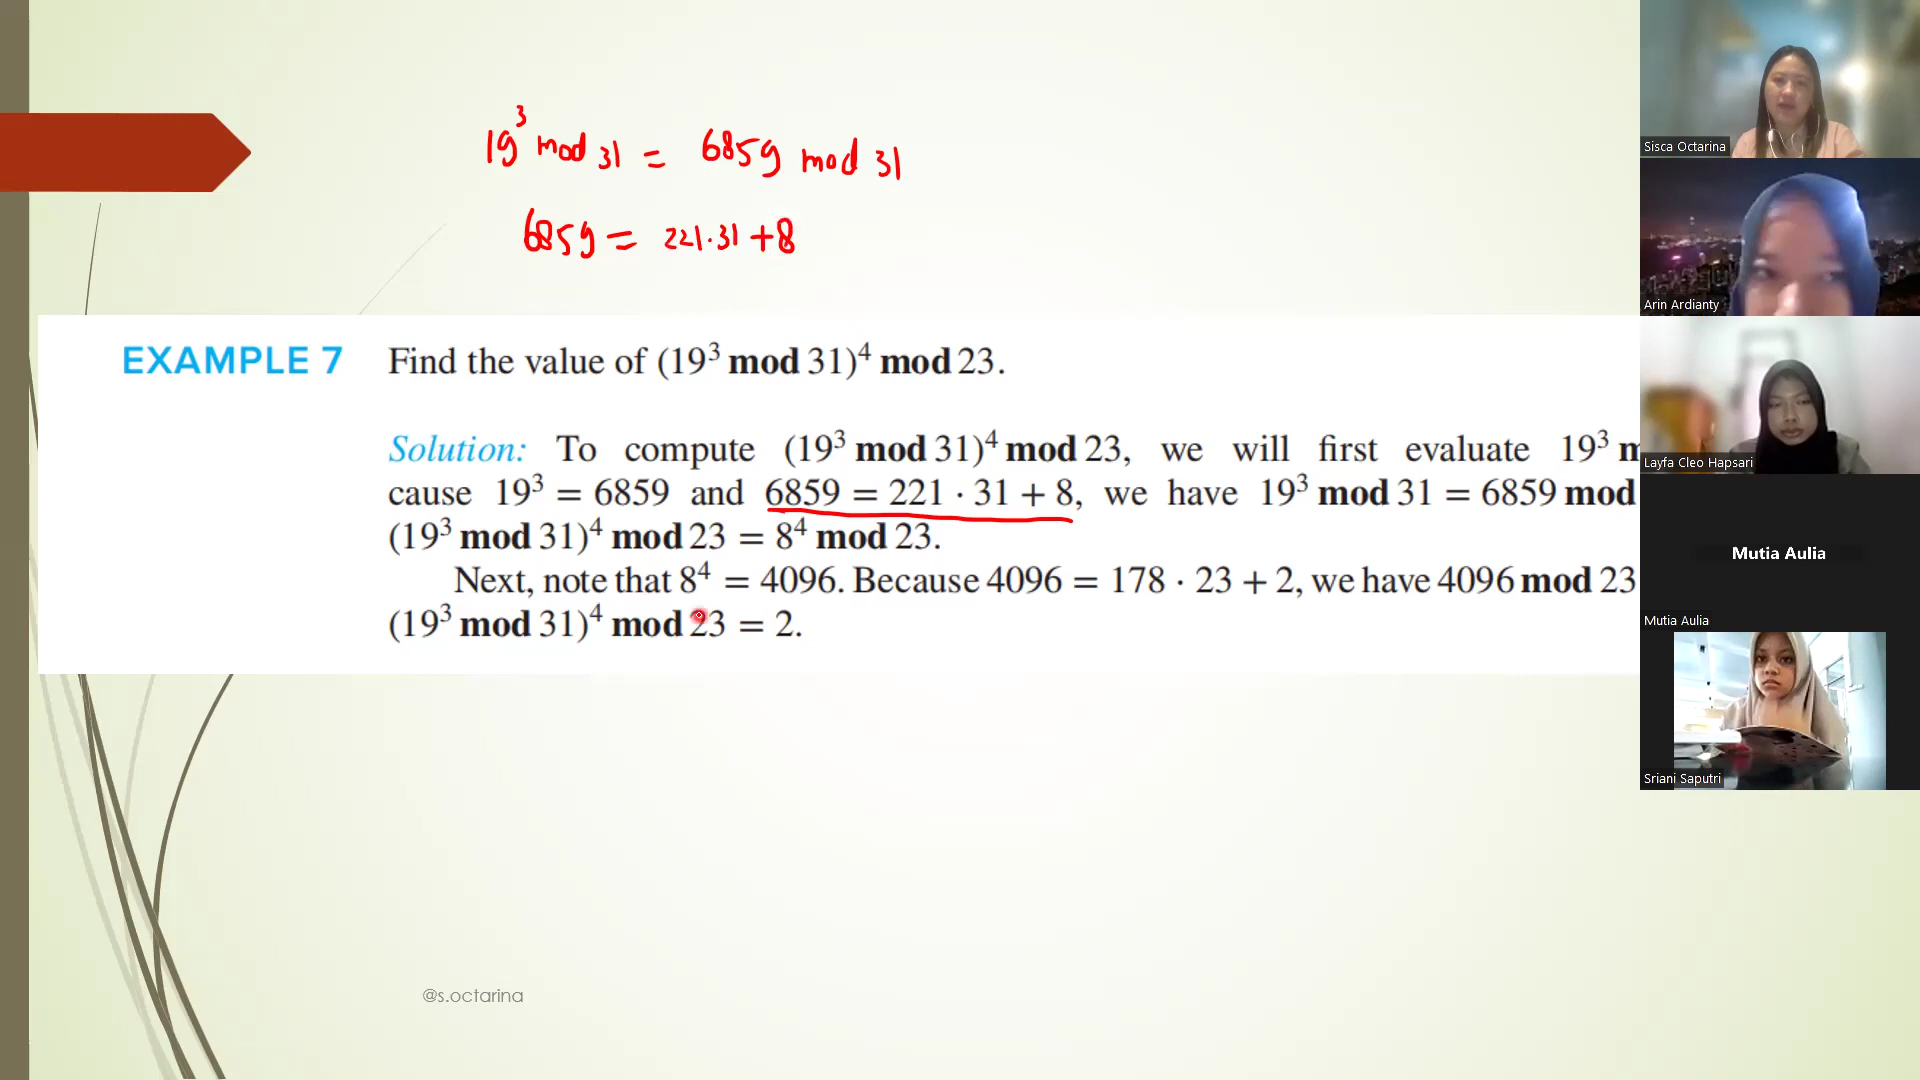 19³ mod 31 = 6859 mod 31
6859 = 221·31 + 8
EXAMPLE 7 Find the value of (19³ mod 31)⁴ mod 23.
Solution: To compute (19³ mod 31)⁴ mod 23, we will first evaluate 19³
cause 19³ = 6859 and 6859 = 221 · 31 + 8, we have 19³ mod 31 = 6859 mod
(19³ mod 31)⁴ mod 23 = 8⁴ mod 23.
Next, note that 8⁴ = 4096. Because 4096 = 178 · 23 + 2, we have 4096 mod 23
(19³ mod 31)⁴ mod 23 = 2.
@s.octarina
Sisca Octarina
Arin Ardianty
Layfa Cleo Hapsari
Mutia Aulia
Mutia Aulia
Sriani Saputri